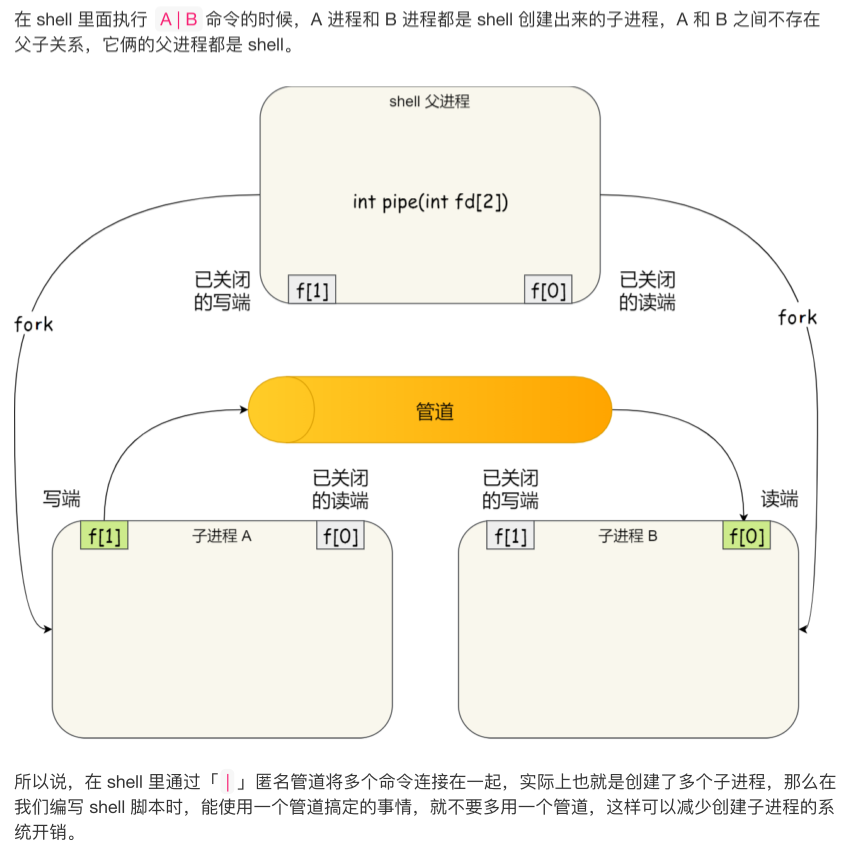 在 shell 里面执行 A | B 命令的时候，A 进程和 B 进程都是 shell 创建出来的子进程，A 和 B 之间不存在
父子关系，它俩的父进程都是 shell。
shell 父进程
int pipe(int fd[2])
已关闭
的写端
f[1]
f[0]
已关闭
的读端
fork
fork
管道
写端
已关闭
的读端
已关闭
的写端
读端
f[1]
子进程 A
f[0]
f[1]
子进程 B
f[0]
所以说，在 shell 里通过「 | 」匿名管道将多个命令连接在一起，实际上也就是创建了多个子进程，那么在
我们编写 shell 脚本时，能使用一个管道搞定的事情，就不要多用一个管道，这样可以减少创建子进程的系
统开销。